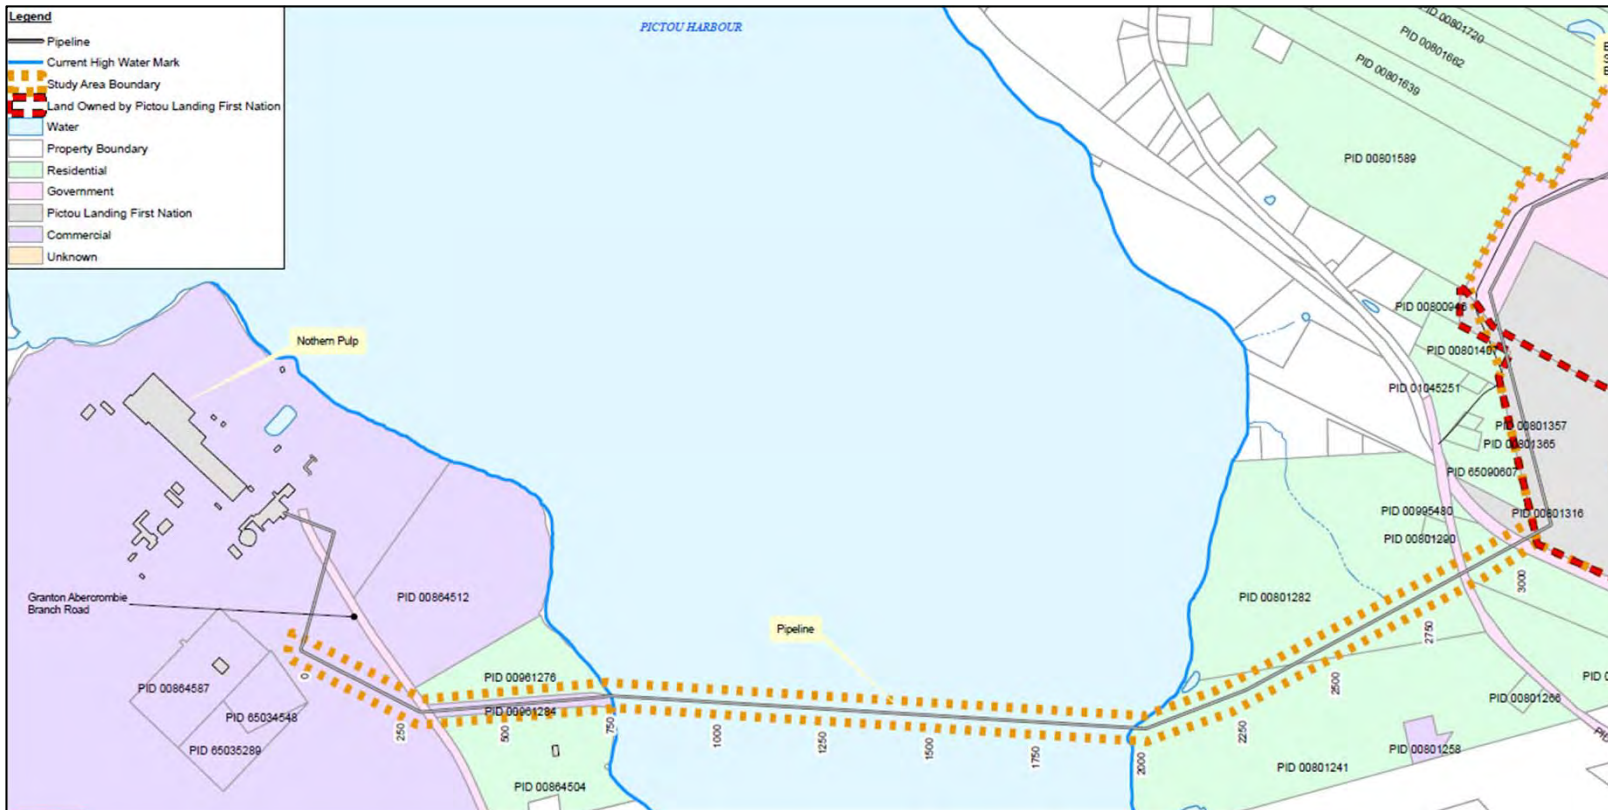 Legend
Pipeline
Current High Water Mark
Study Area Boundary
Land Owned by Pictou Landing First Nation
Water
Property Boundary
Residential
Government
Pictou Landing First Nation
Commercial
Unknown
PICTOU HARBOUR
PID 00801720
PID 00801662
PID 00801639
PID 00801589
Nothern Pulp
PID 00800946
PID 00801407
PID 01045251
PID 00801357
PID 00801365
PID 65090607
PID 00801316
PID 00995480
PID 00801290
PID 00864512
PID 00801282
Granton Abercrombie
Branch Road
Pipeline
PID 00961276
PID 00961284
PID 00864587
PID 65034548
PID 65035289
PID 00864504
PID 00801266
PID 00801258
PID 00801241
0
250
500
750
1000
1250
1500
1750
2000
2250
2500
2750
3000